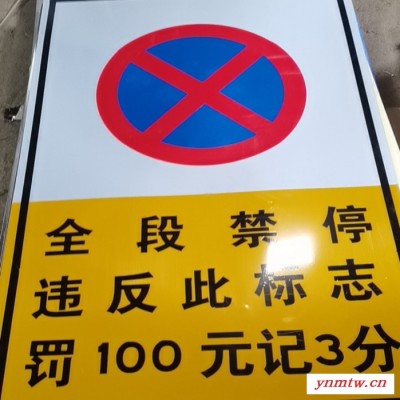 全段禁停
违反此标志
罚100元记3分
ynmtw.cn